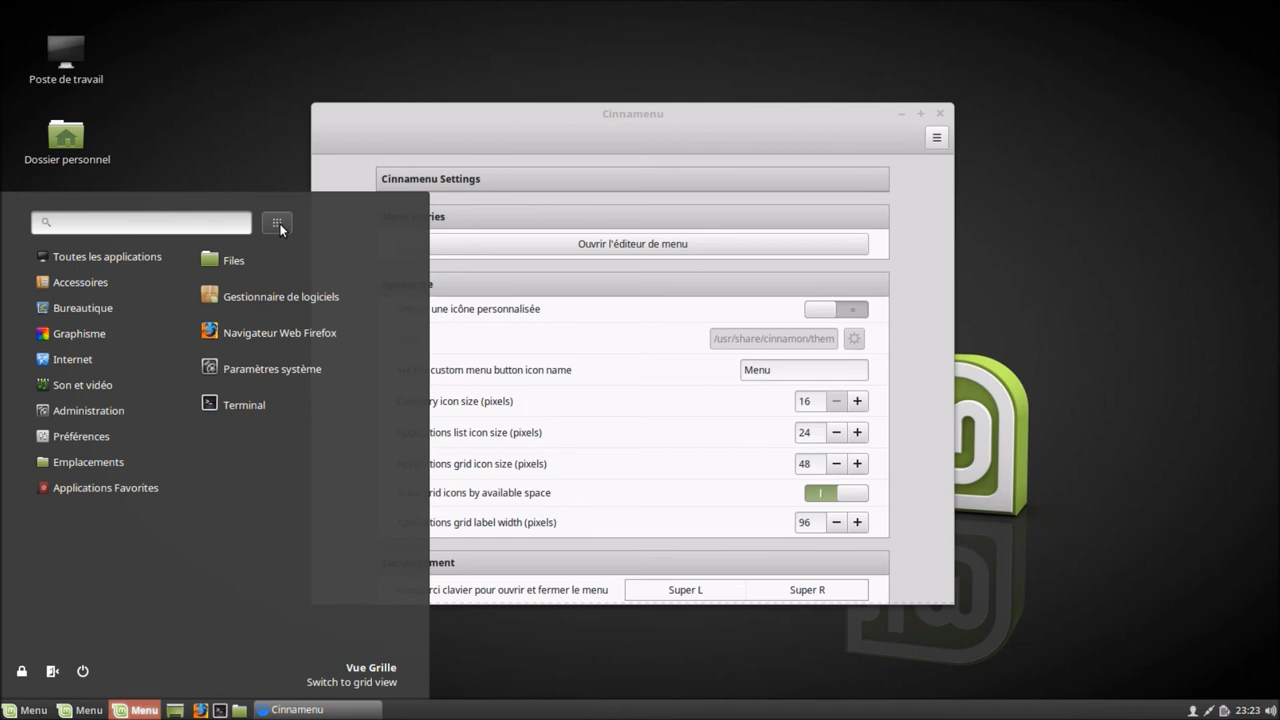 Poste de travail
Dossier personnel
Toutes les applications
Accessoires
Bureautique
Graphisme
Internet
Son et vidéo
Administration
Préférences
Emplacements
Applications Favorites
Files
Gestionnaire de logiciels
Navigateur Web Firefox
Paramètres système
Terminal
Vue Grille
Switch to grid view
Cinnamenu
Cinnamenu Settings
Ouvrir l'éditeur de menu
une icône personnalisée
/usr/share/cinnamon/them
custom menu button icon name
Menu
icon size (pixels)
16
list icon size (pixels)
24
grid icon size (pixels)
48
icons by available space
grid label width (pixels)
96
clavier pour ouvrir et fermer le menu
Super L
Super R
Menu
Menu
Menu
Cinnamenu
23:23